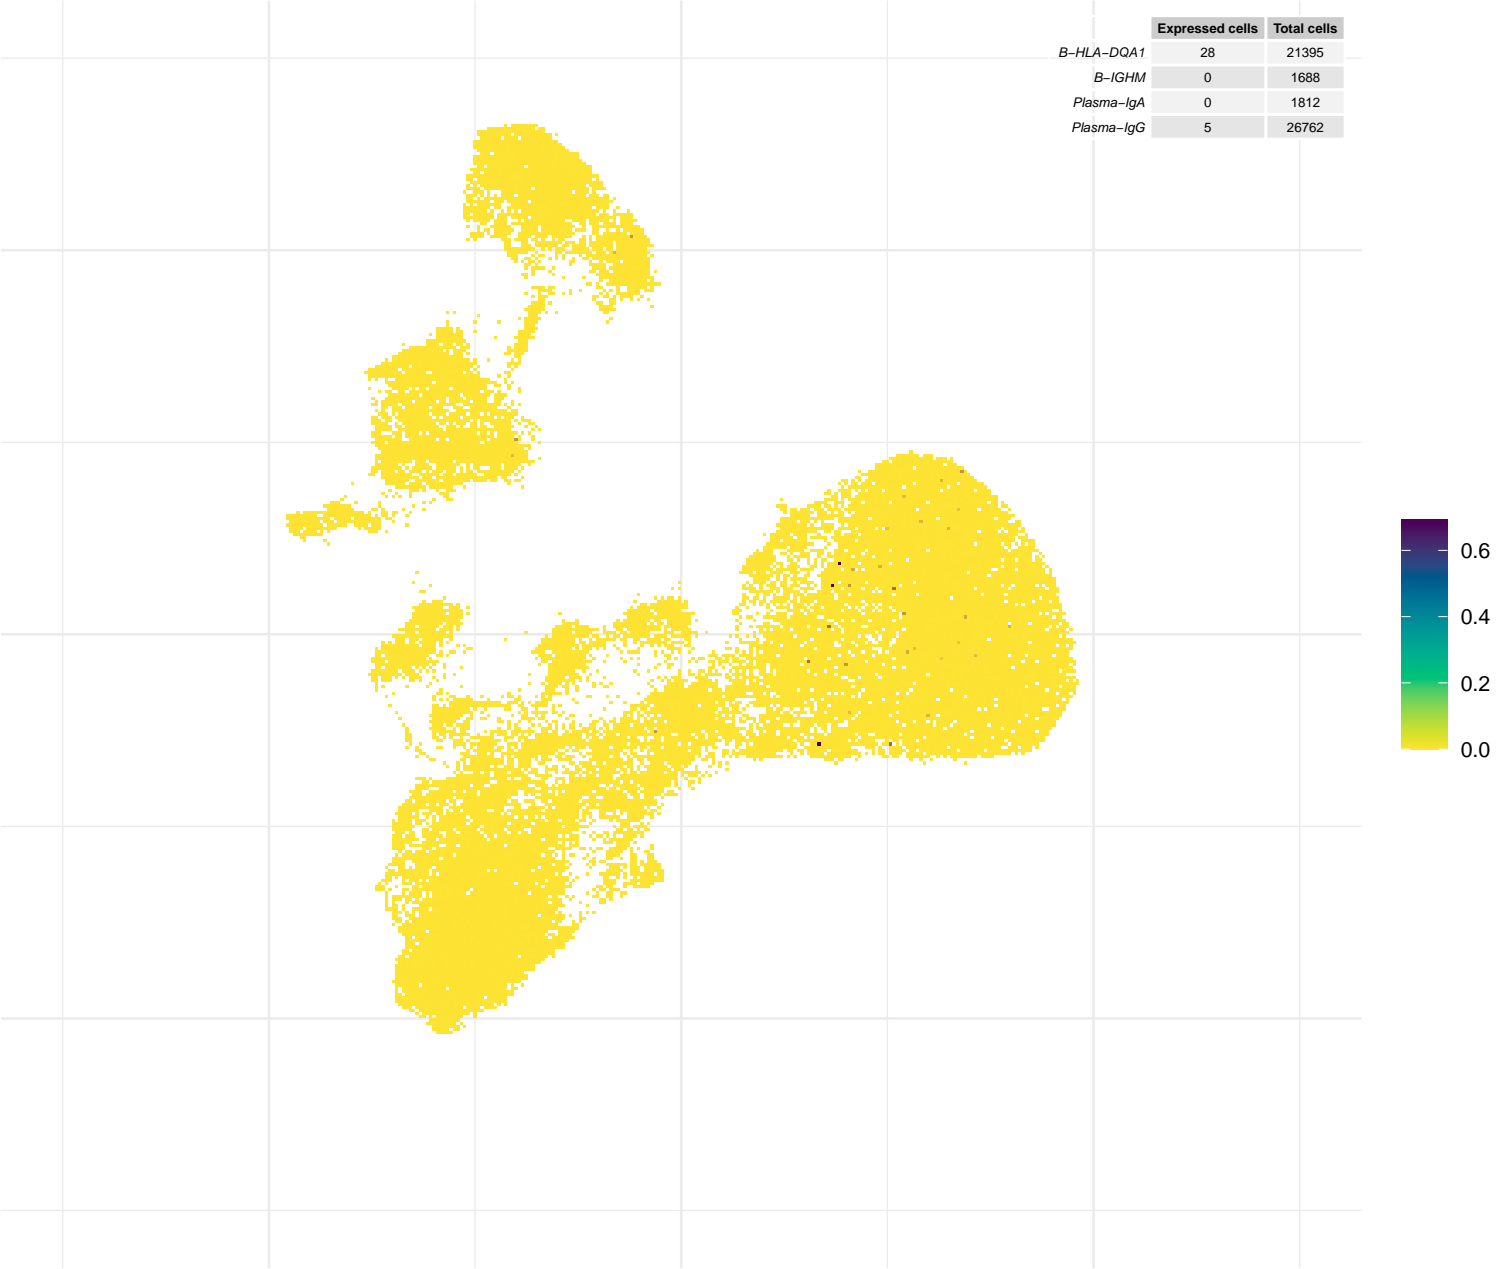 Expressed cells Total cells
B−HLA−DQA1 28 21395
B−IGHM 0 1688
Plasma−IgA 0 1812
Plasma−IgG 5 26762
0.6
0.4
0.2
0.0